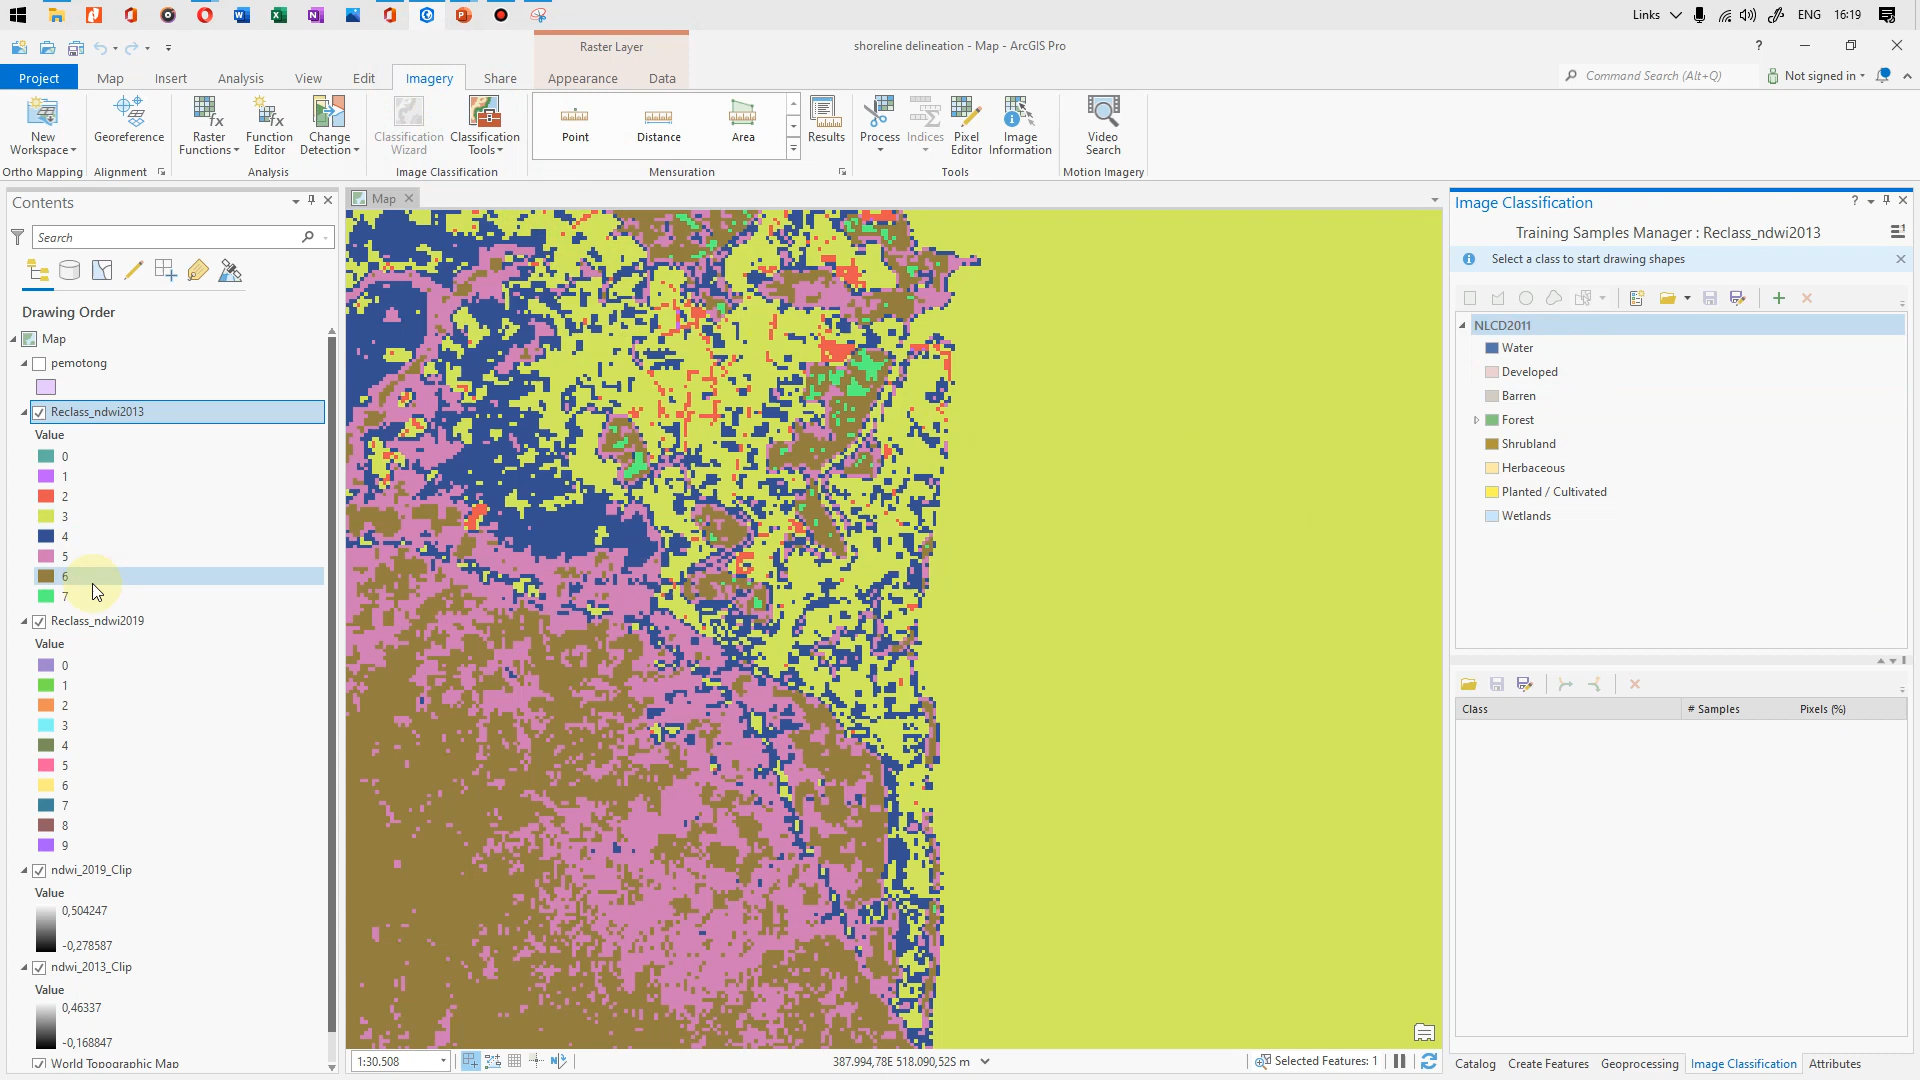 Links
ENG
16:19
Raster Layer
shoreline delineation - Map - ArcGIS Pro
?
Project
Map
Insert
Analysis
View
Edit
Imagery
Share
Appearance
Data
Command Search (Alt+Q)
Not signed in
New
Workspace
Georeference
Raster
Functions
Function
Editor
Change
Detection
Classification
Wizard
Classification
Tools
Point
Distance
Area
Results
Process
Indices
Pixel
Editor
Image
Information
Video
Search
Ortho Mapping
Alignment
Analysis
Image Classification
Mensuration
Tools
Motion Imagery
Contents
Search
Drawing Order
Map
pemotong
Reclass_ndwi2013
Value
0
1
2
3
4
5
6
7
Reclass_ndwi2019
Value
0
1
2
3
4
5
6
7
8
9
ndwi_2019_Clip
Value
0,504247
-0,278587
ndwi_2013_Clip
Value
0,46337
-0,168847
World Topographic Map
Map
1:30.508
387.994,78E 518.090,52S m
Selected Features: 1
Image Classification
?
Training Samples Manager : Reclass_ndwi2013
Select a class to start drawing shapes
NLCD2011
Water
Developed
Barren
Forest
Shrubland
Herbaceous
Planted / Cultivated
Wetlands
Class
# Samples
Pixels (%)
Catalog
Create Features
Geoprocessing
Image Classification
Attributes